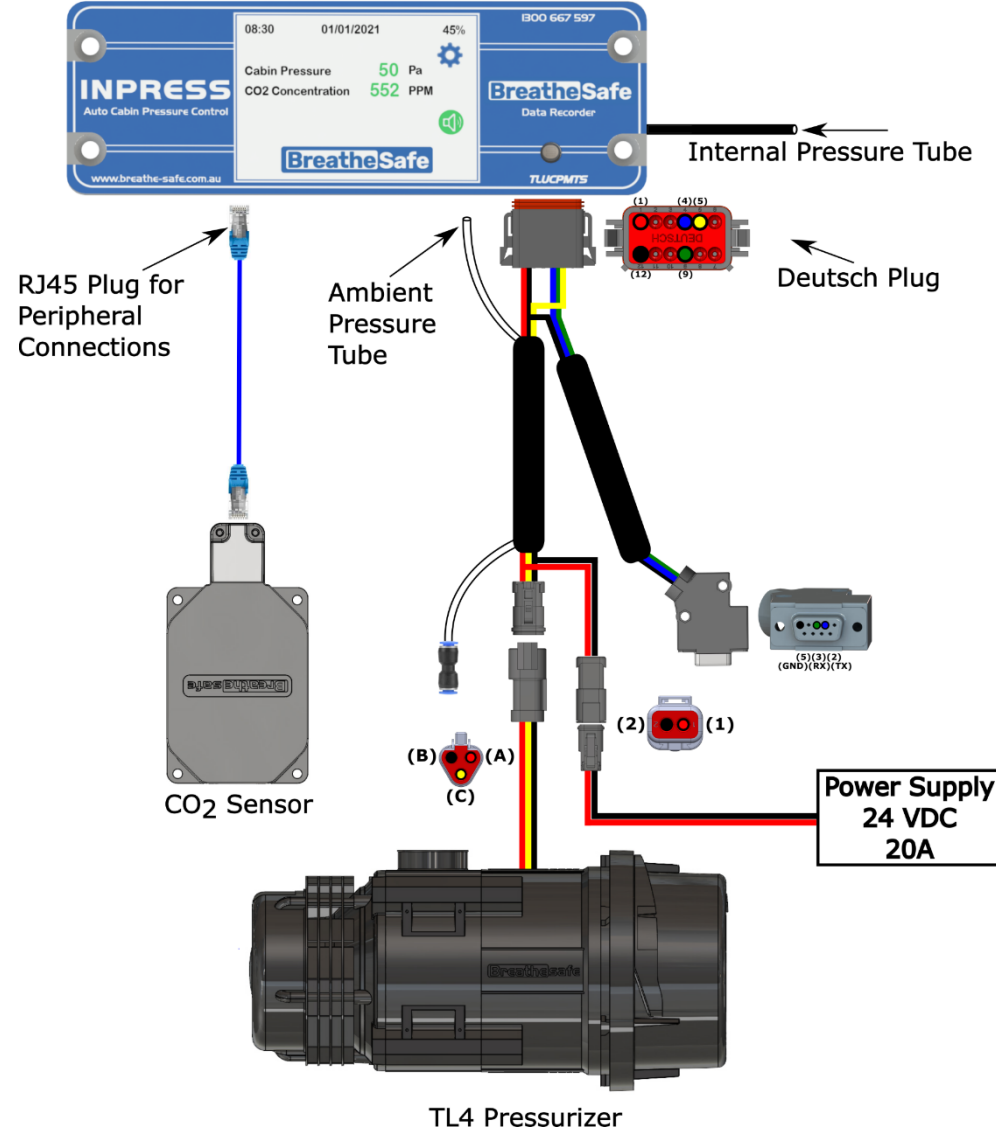 1300 667 597
08:30 01/01/2021 45%
Cabin Pressure 50 Pa
CO2 Concentration 552 PPM
INPRESS
Auto Cabin Pressure Control
BreatheSafe
Data Recorder
BreatheSafe
www.breathe-safe.com.au
TLUCPMTS
Internal Pressure Tube
(1) (4)(5)
DEUTSCH
(12) (9)
Deutsch Plug
RJ45 Plug for
Peripheral
Connections
Ambient
Pressure
Tube
Breathesafe
CO2 Sensor
(5)(3)(2)
(GND)(RX)(TX)
(B) (A)
(C)
(2) (1)
Power Supply
24 VDC
20A
Breathesafe
TL4 Pressurizer